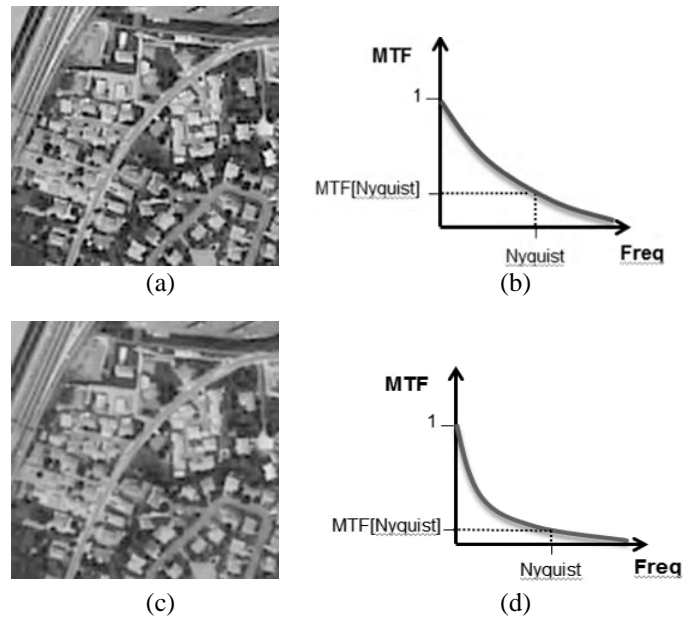 MTF
1
MTF[Nyquist]
Nyquist
Freq
(a)
(b)
MTF
1
MTF[Nyquist]
Nyquist
Freq
(c)
(d)